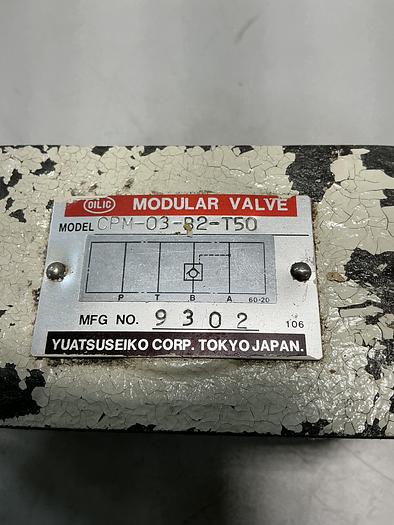 OILIC MODULAR VALVE
MODEL CPM-03-B2-T50
P T B A 60-20
MFG NO. 9302 106
YUATSUSEIKO CORP. TOKYO JAPAN.